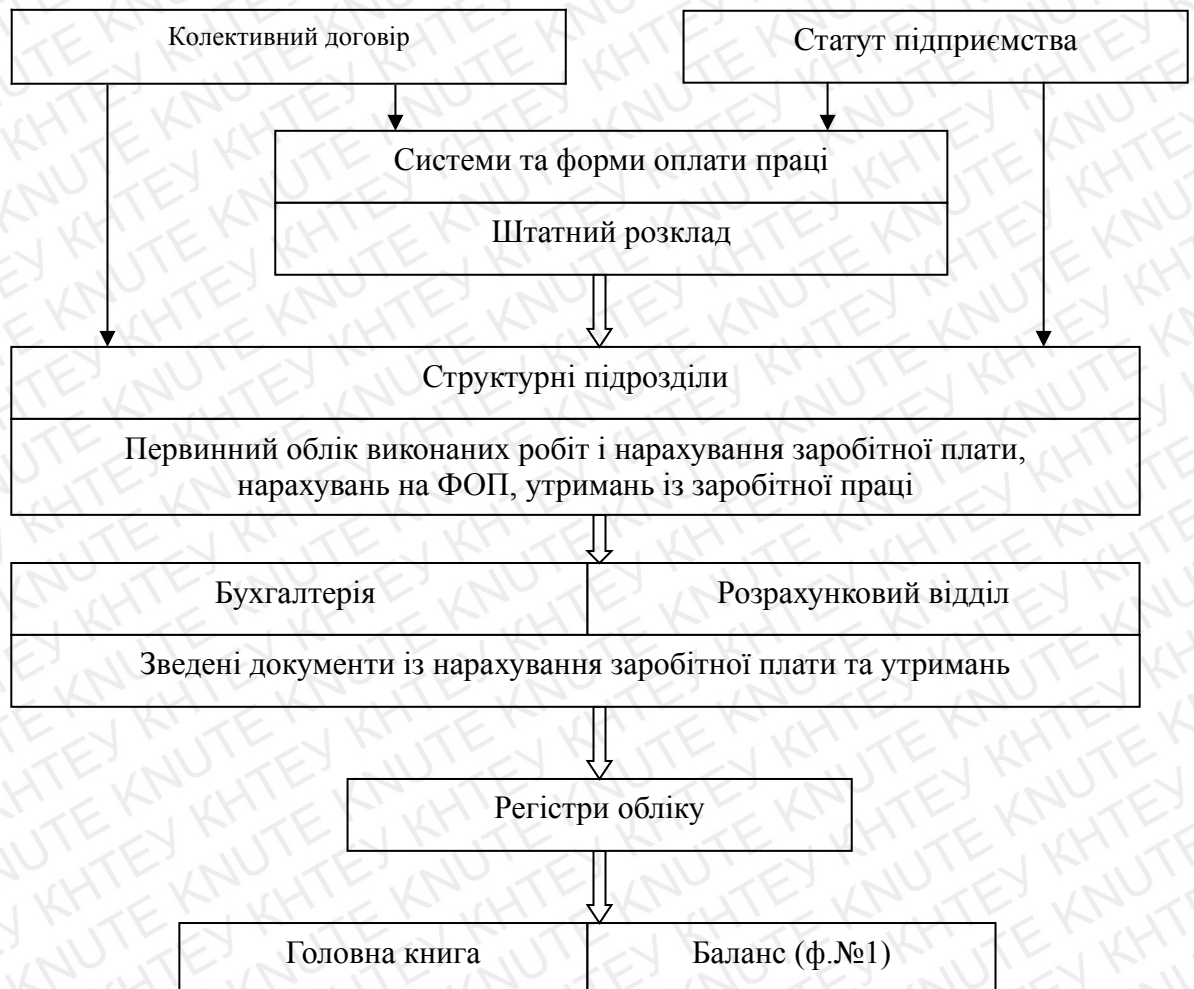 Колективний договір
Статут підприємства
Системи та форми оплати праці
Штатний розклад
Структурні підрозділи
Первинний облік виконаних робіт і нарахування заробітної плати,
нарахувань на ФОП, утримань із заробітної праці
Бухгалтерія
Розрахунковий відділ
Зведені документи із нарахування заробітної плати та утримань
Регістри обліку
Головна книга
Баланс (ф.№1)